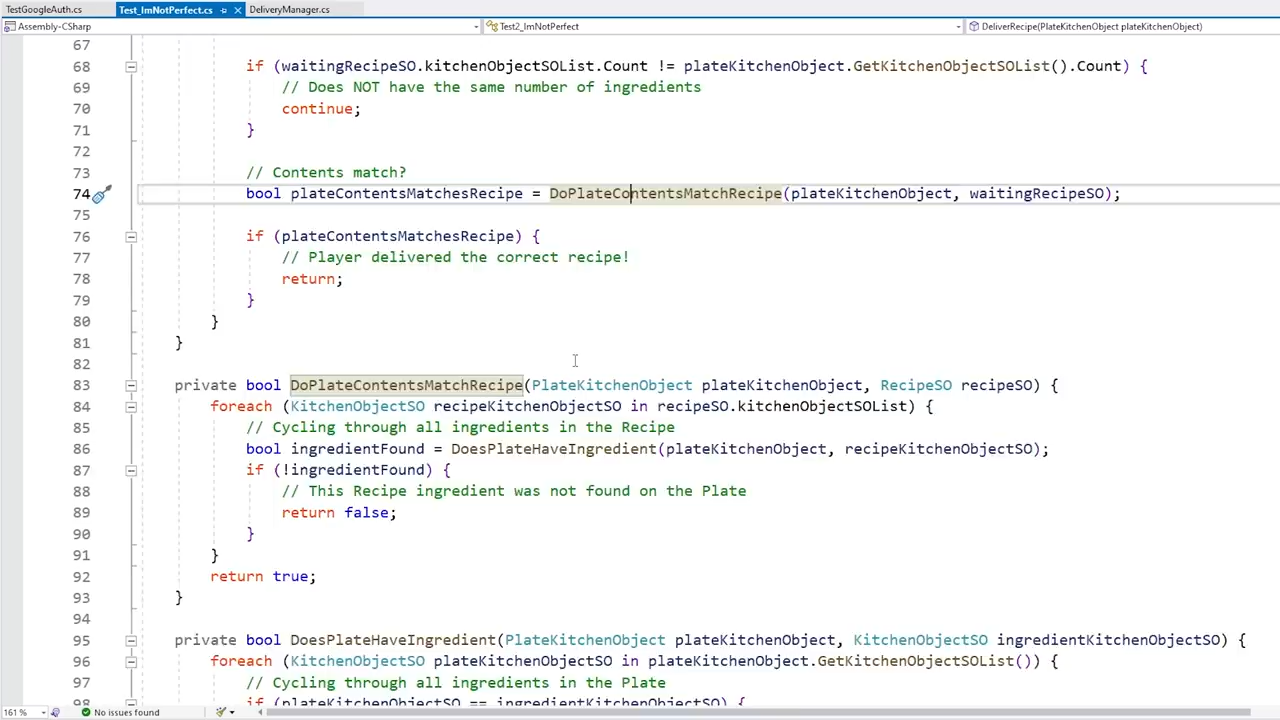 TestGoogleAuth.cs Test_ImNotPerfect.cs DeliveryManager.cs
Assembly-CSharp Test2_ImNotPerfect DeliverRecipe(PlateKitchenObject plateKitchenObject)
67
68 if (waitingRecipeSO.kitchenObjectSOList.Count != plateKitchenObject.GetKitchenObjectSOList().Count) {
69 // Does NOT have the same number of ingredients
70 continue;
71 }
72
73 // Contents match?
74 bool plateContentsMatchesRecipe = DoPlateContentsMatchRecipe(plateKitchenObject, waitingRecipeSO);
75
76 if (plateContentsMatchesRecipe) {
77 // Player delivered the correct recipe!
78 return;
79 }
80 }
81 }
82
83 private bool DoPlateContentsMatchRecipe(PlateKitchenObject plateKitchenObject, RecipeSO recipeSO) {
84 foreach (KitchenObjectSO recipeKitchenObjectSO in recipeSO.kitchenObjectSOList) {
85 // Cycling through all ingredients in the Recipe
86 bool ingredientFound = DoesPlateHaveIngredient(plateKitchenObject, recipeKitchenObjectSO);
87 if (!ingredientFound) {
88 // This Recipe ingredient was not found on the Plate
89 return false;
90 }
91 }
92 return true;
93 }
94
95 private bool DoesPlateHaveIngredient(PlateKitchenObject plateKitchenObject, KitchenObjectSO ingredientKitchenObjectSO) {
96 foreach (KitchenObjectSO plateKitchenObjectSO in plateKitchenObject.GetKitchenObjectSOList()) {
97 // Cycling through all ingredients in the Plate
98 if (plateKitchenObjectSO == ingredientKitchenObjectSO) {
161 % No issues found